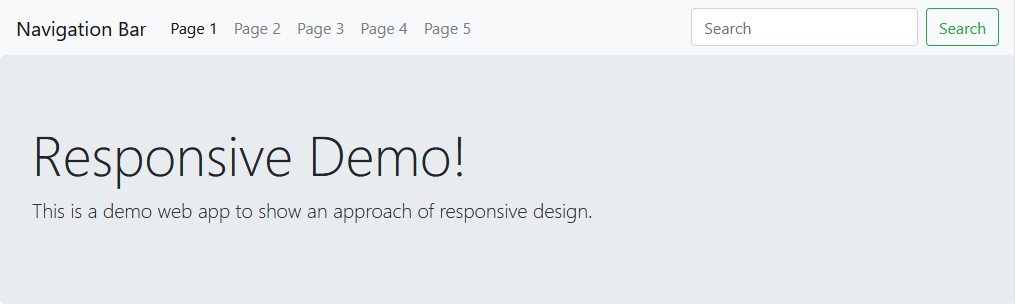 Navigation Bar Page 1 Page 2 Page 3 Page 4 Page 5 Search Search
Responsive Demo!
This is a demo web app to show an approach of responsive design.